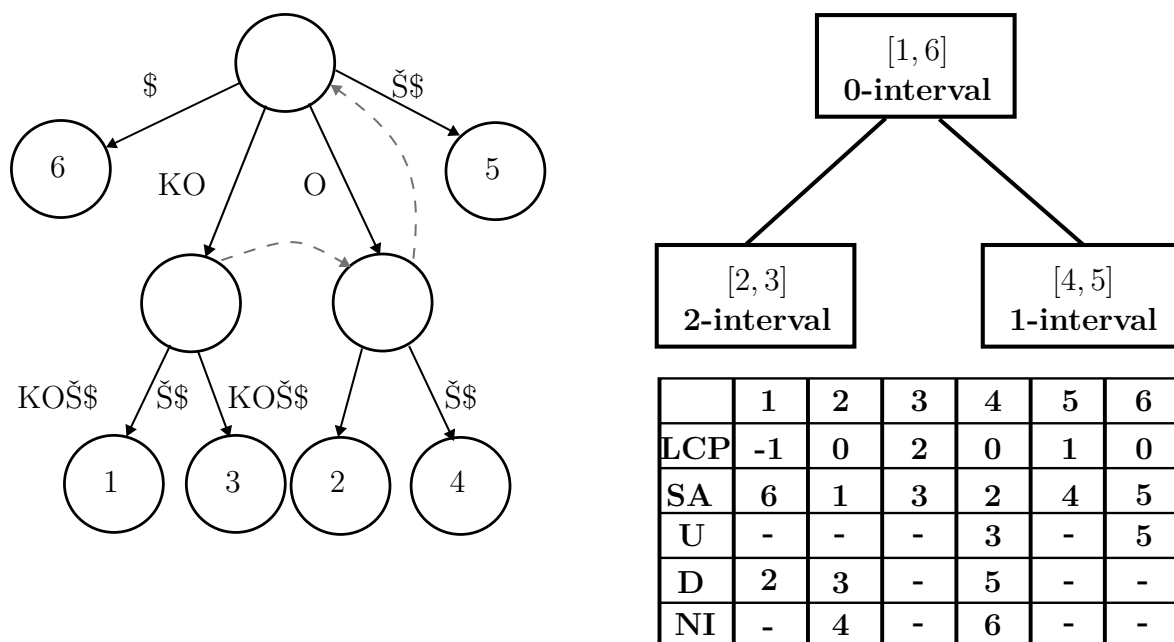 $
Š$
6
5
KO
O
KOŠ$
Š$
KOŠ$
Š$
1
3
2
4
[1, 6]
0-interval
[2, 3]
2-interval
[4, 5]
1-interval
1 2 3 4 5 6
LCP -1 0 2 0 1 0
SA 6 1 3 2 4 5
U - - - 3 - 5
D 2 3 - 5 - -
NI - 4 - 6 - -